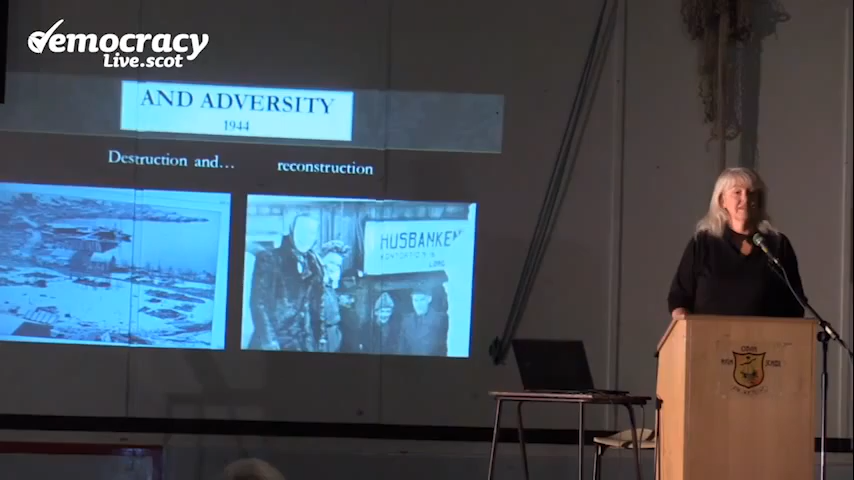 democracy
Live.scot
AND ADVERSITY
1944
Destruction and... reconstruction
HUSBANKEN